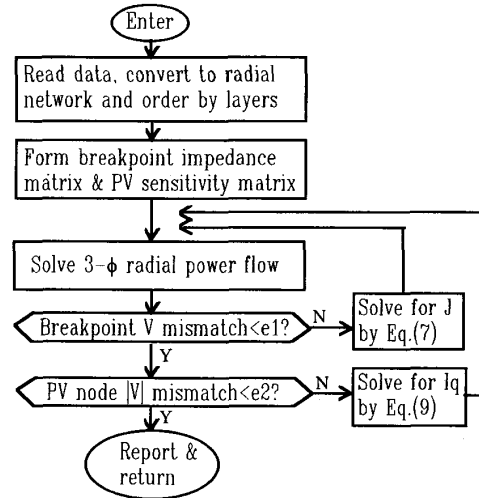 Enter
Read data, convert to radial
network and order by layers
Form breakpoint impedance
matrix & PV sensitivity matrix
Solve 3-ϕ radial power flow
Breakpoint V mismatch<e1?
N
Solve for J
by Eq.(7)
Y
PV node |V| mismatch<e2?
N
Solve for Iq
by Eq.(9)
Y
Report &
return